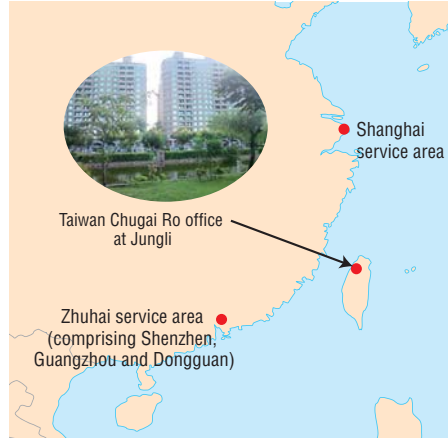 Shanghai
service area
Taiwan Chugai Ro office
at Jungli
Zhuhai service area
(comprising Shenzhen,
Guangzhou and Dongguan)